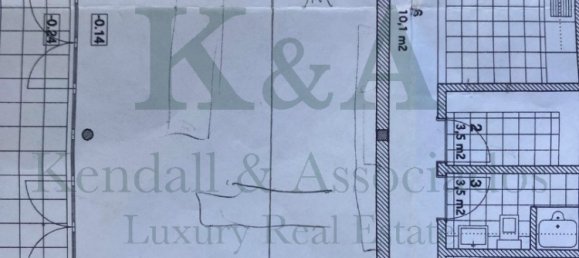 K&A
Kendall & Associados
Luxury Real Estate
-0.24
-0.14
6
10,1 m2
2
3,5 m2
3
3,5 m2